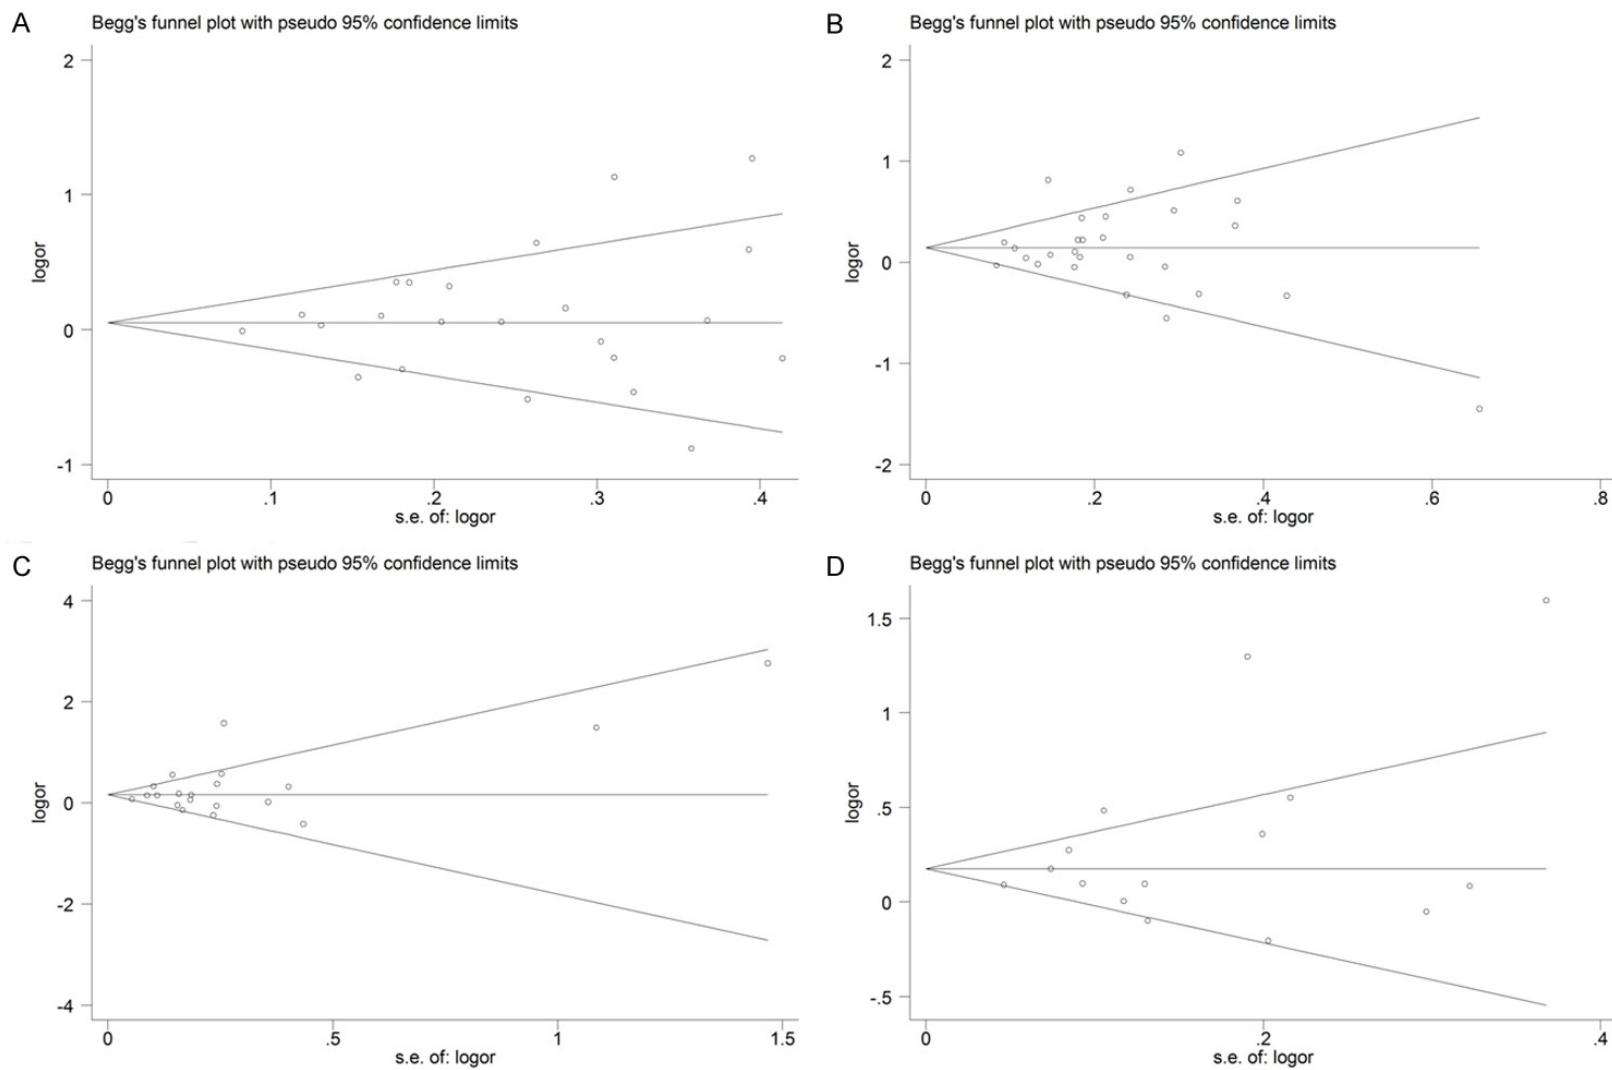 A
Begg's funnel plot with pseudo 95% confidence limits
2
1
0
-1
logor
0 .1 .2 .3 .4
s.e. of: logor
B
Begg's funnel plot with pseudo 95% confidence limits
2
1
0
-1
-2
logor
0 .2 .4 .6 .8
s.e. of: logor
C
Begg's funnel plot with pseudo 95% confidence limits
4
2
0
-2
-4
logor
0 .5 1 1.5
s.e. of: logor
D
Begg's funnel plot with pseudo 95% confidence limits
1.5
1
.5
0
-.5
logor
0 .2 .4
s.e. of: logor